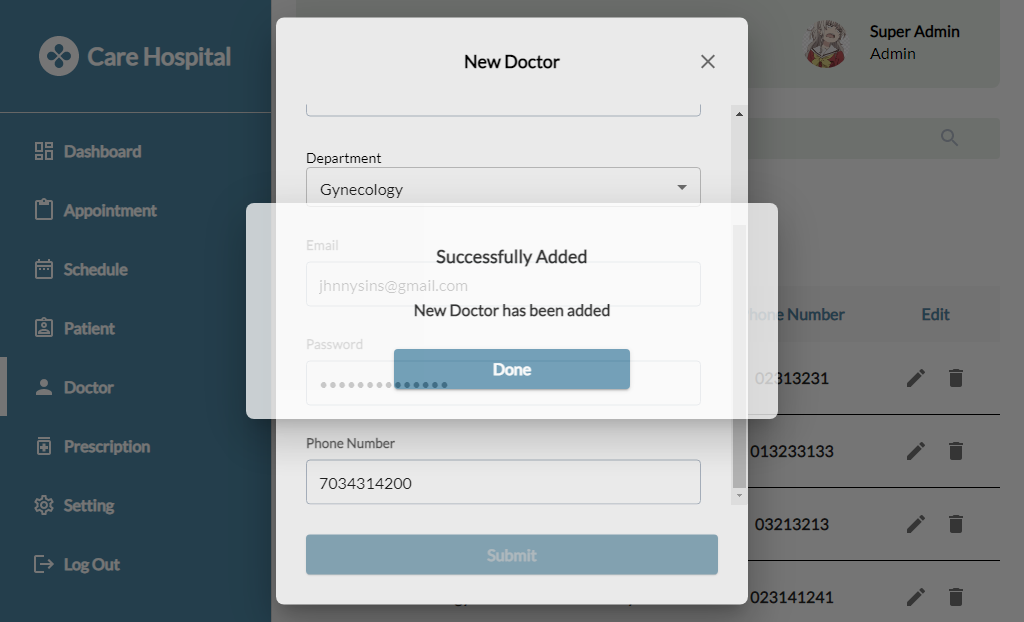 Care Hospital
Dashboard
Appointment
Schedule
Patient
Doctor
Prescription
Setting
Log Out
Super Admin
Admin
New Doctor
Department
Gynecology
Email
jhnnysins@gmail.com
Password
Successfully Added
New Doctor has been added
Done
Phone Number
7034314200
Submit
Phone Number Edit
02313231
013233133
03213213
023141241